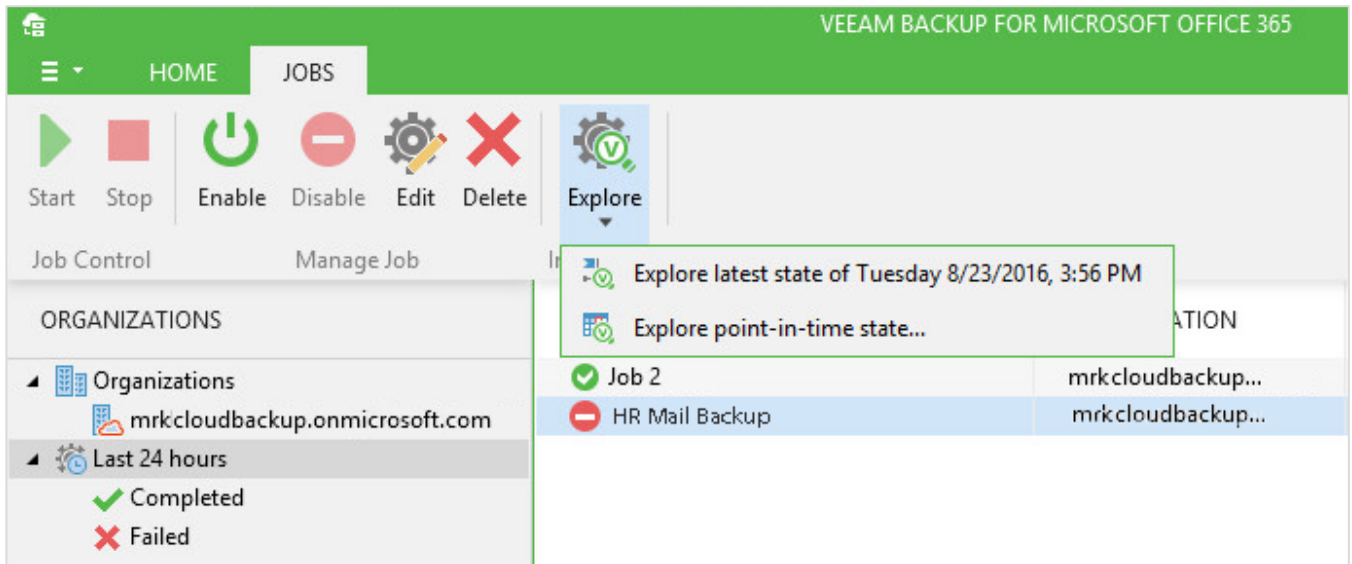 VEEAM BACKUP FOR MICROSOFT OFFICE 365
HOME JOBS
Start Stop Enable Disable Edit Delete Explore
Job Control Manage Job
Explore latest state of Tuesday 8/23/2016, 3:56 PM
ORGANIZATIONS
Explore point-in-time state...
Organizations
Job 2 mrkcloudbackup...
mrkcloudbackup.onmicrosoft.com
HR Mail Backup mrkcloudbackup...
Last 24 hours
Completed
Failed